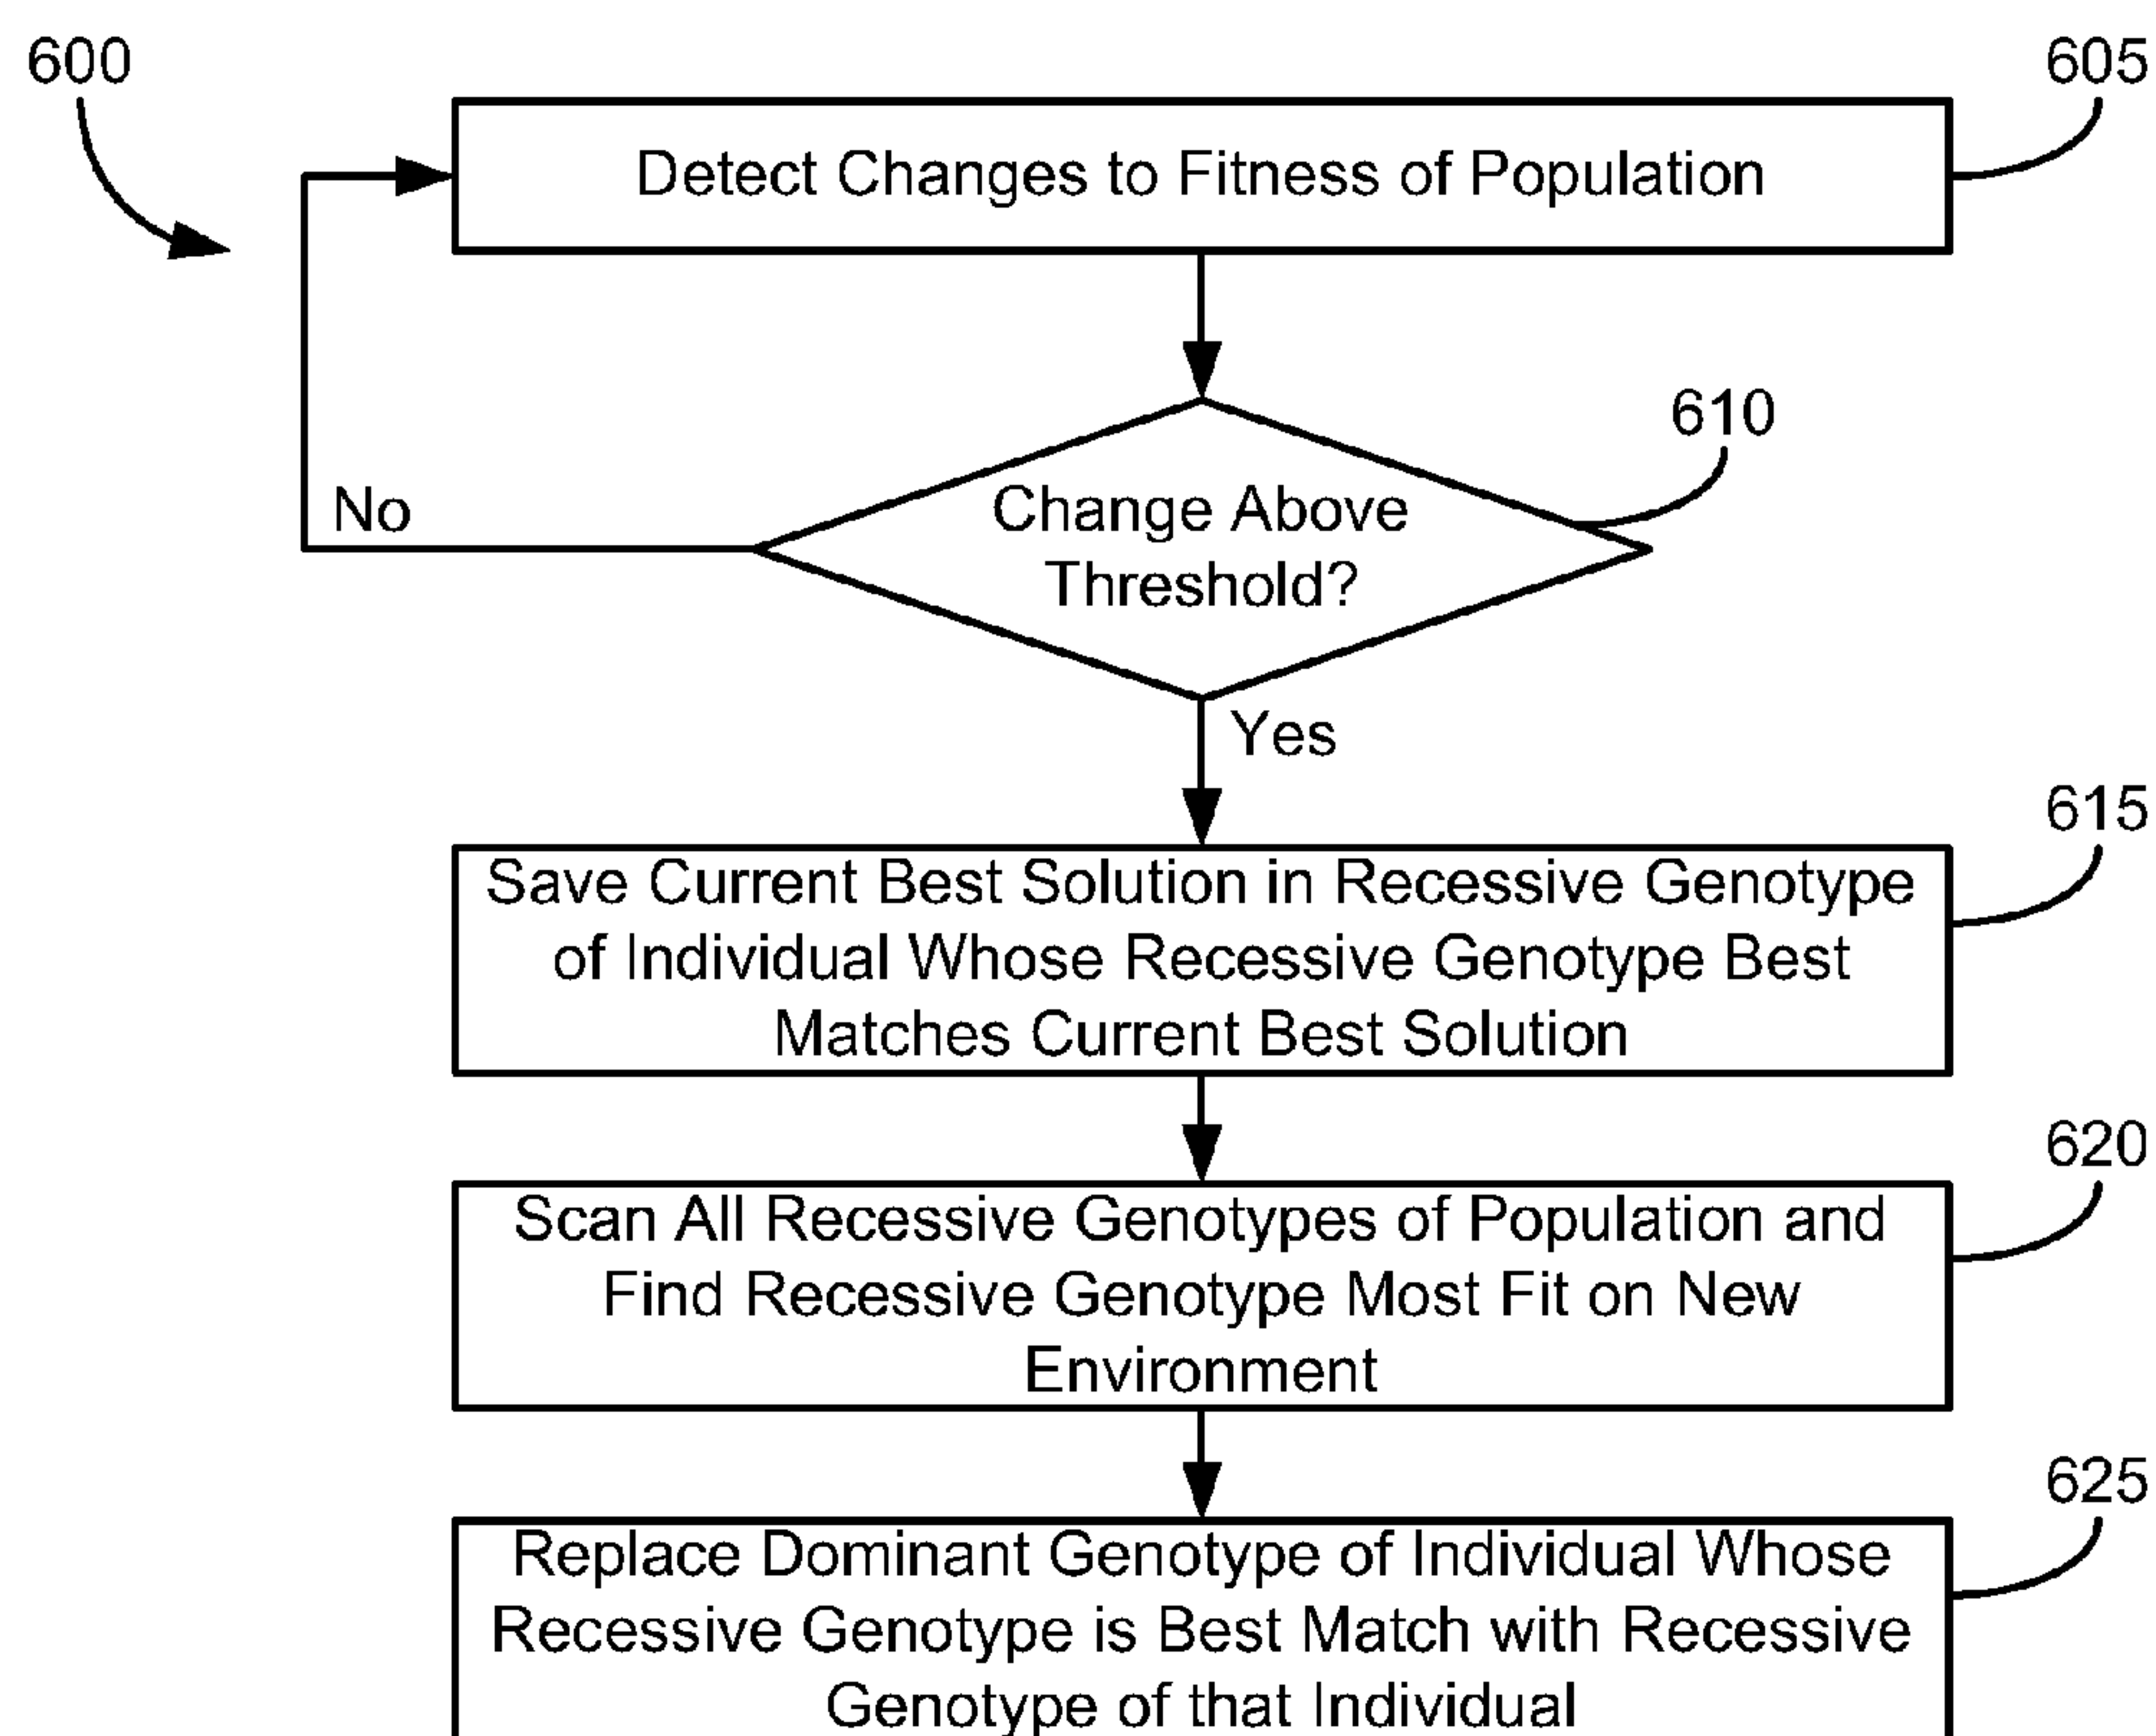 600
605
Detect Changes to Fitness of Population
610
Change Above
Threshold?
No
Yes
615
Save Current Best Solution in Recessive Genotype
of Individual Whose Recessive Genotype Best
Matches Current Best Solution
620
Scan All Recessive Genotypes of Population and
Find Recessive Genotype Most Fit on New
Environment
625
Replace Dominant Genotype of Individual Whose
Recessive Genotype is Best Match with Recessive
Genotype of that Individual